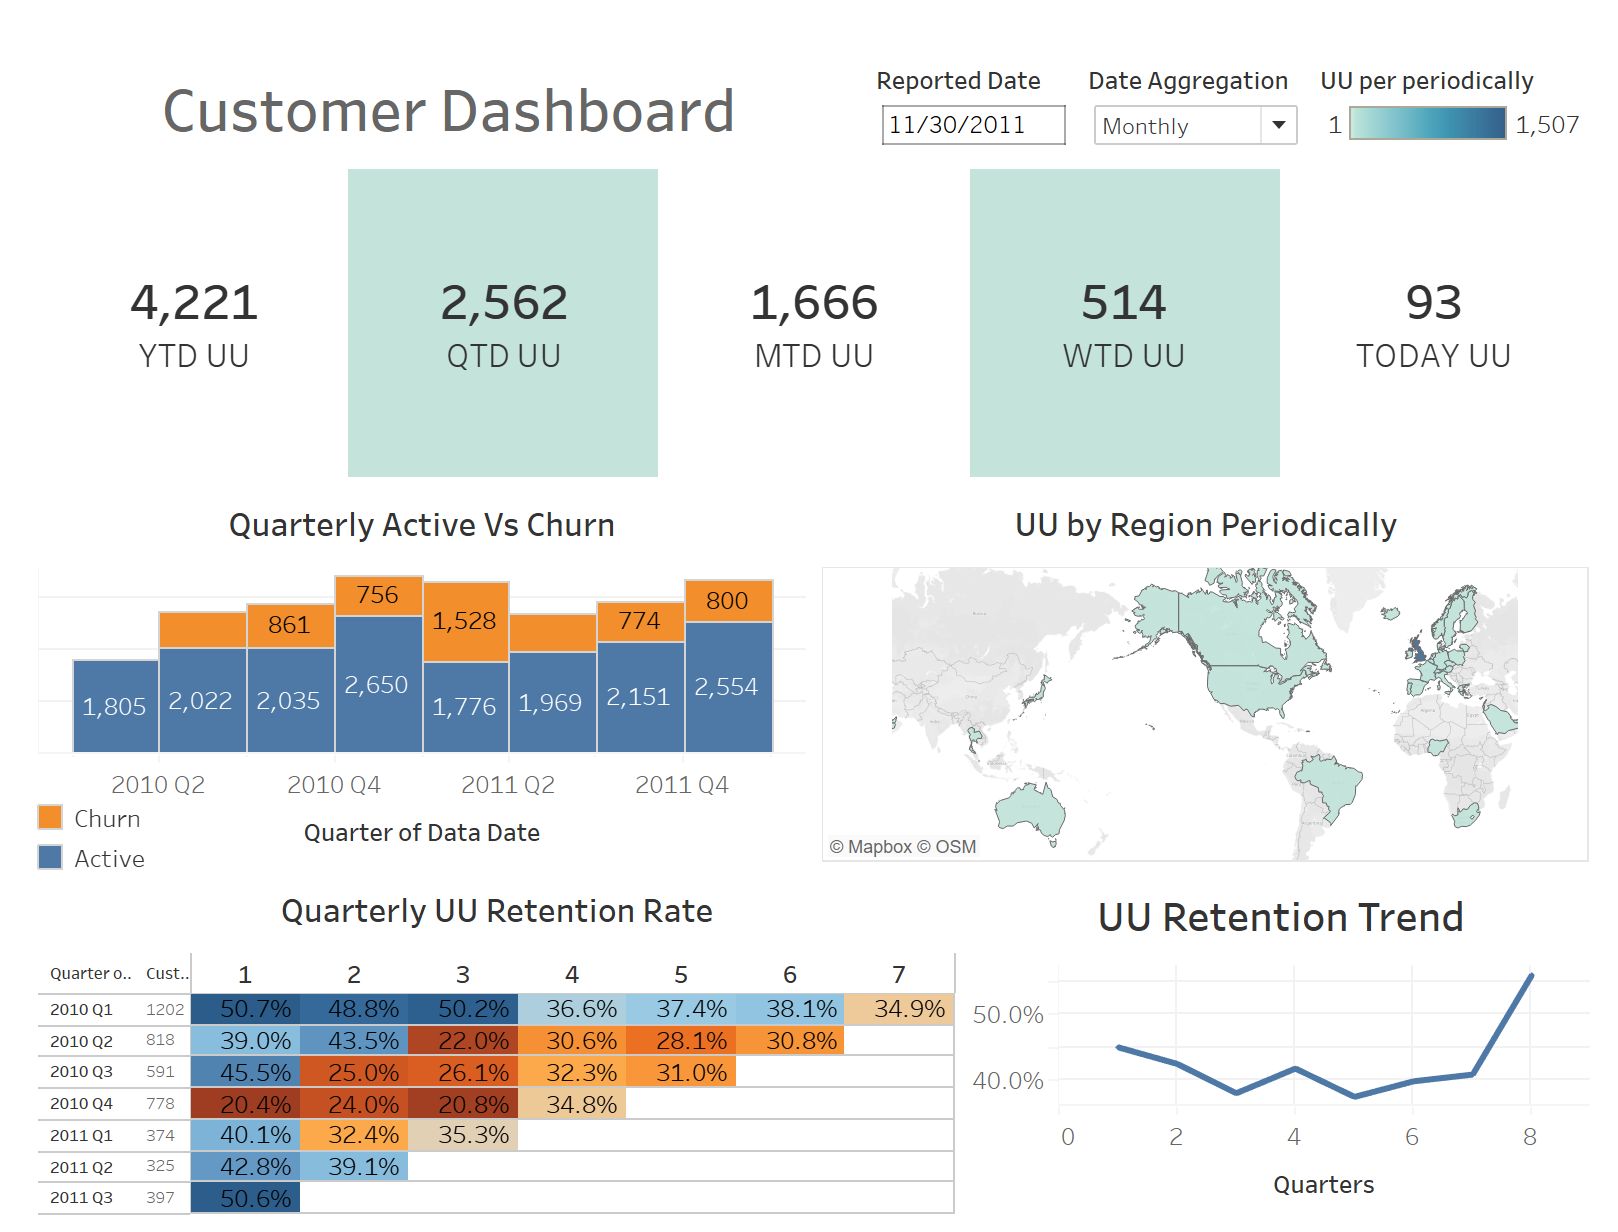 Customer Dashboard
Reported Date
Date Aggregation
UU per periodically
11/30/2011
Monthly
1
1,507
4,221
YTD UU
2,562
QTD UU
1,666
MTD UU
514
WTD UU
93
TODAY UU
Quarterly Active Vs Churn
756
1,528
861
774
800
1,805
2,022
2,035
2,650
1,776
1,969
2,151
2,554
2010 Q2
2010 Q4
2011 Q2
2011 Q4
Churn
Active
Quarter of Data Date
UU by Region Periodically
© Mapbox © OSM
Quarterly UU Retention Rate
Quarter o.. Cust.. 1 2 3 4 5 6 7
2010 Q1 1202 50.7% 48.8% 50.2% 36.6% 37.4% 38.1% 34.9%
2010 Q2 818 39.0% 43.5% 22.0% 30.6% 28.1% 30.8%
2010 Q3 591 45.5% 25.0% 26.1% 32.3% 31.0%
2010 Q4 778 20.4% 24.0% 20.8% 34.8%
2011 Q1 374 40.1% 32.4% 35.3%
2011 Q2 325 42.8% 39.1%
2011 Q3 397 50.6%
UU Retention Trend
50.0%
40.0%
0 2 4 6 8
Quarters